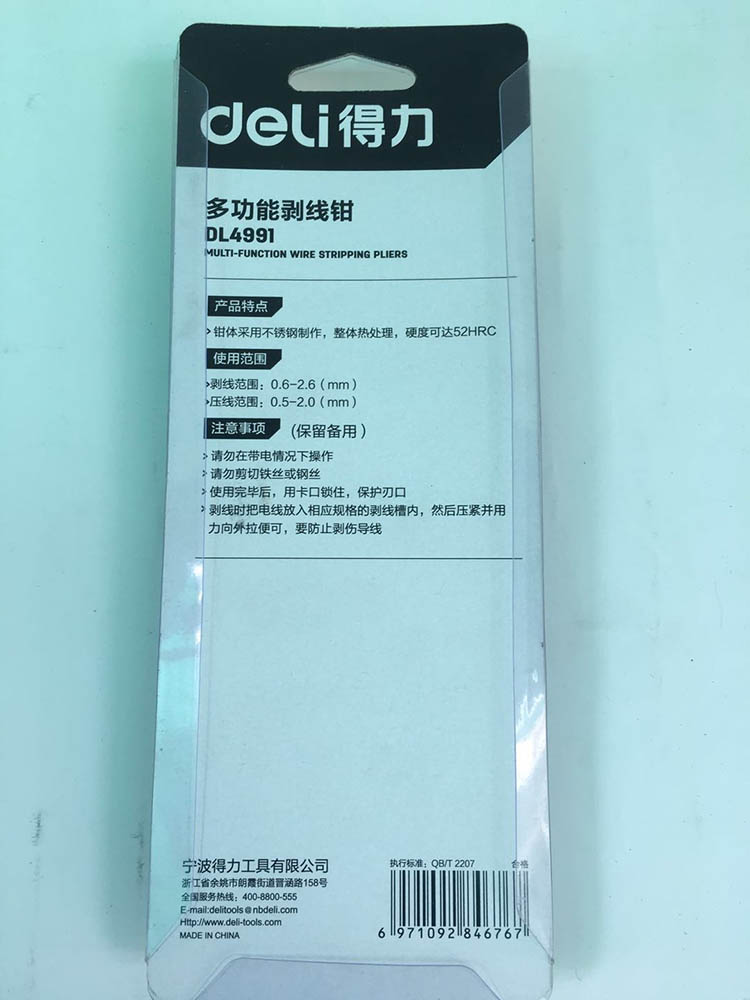 deli得力
多功能剥线钳
DL4991
MULTI-FUNCTION WIRE STRIPPING PLIERS
产品特点
钳体采用不锈钢制作，整体热处理，硬度可达52HRC
使用范围
剥线范围：0.6-2.6（mm）
压线范围：0.5-2.0（mm）
注意事项 （保留备用）
请勿在带电情况下操作
请勿剪切铁丝或钢丝
使用完毕后，用卡口锁住，保护刃口
剥线时把电线放入相应规格的剥线槽内，然后压紧并用
力向外拉便可，要防止剥伤导线
宁波得力工具有限公司
浙江省余姚市朗霞街道晋涵路158号
全国服务热线：400-8800-555
E-mail:delitools@nbdeli.com
Http://www.deli-tools.com
MADE IN CHINA
执行标准：QB/T 2207 合格
6 971092 846767